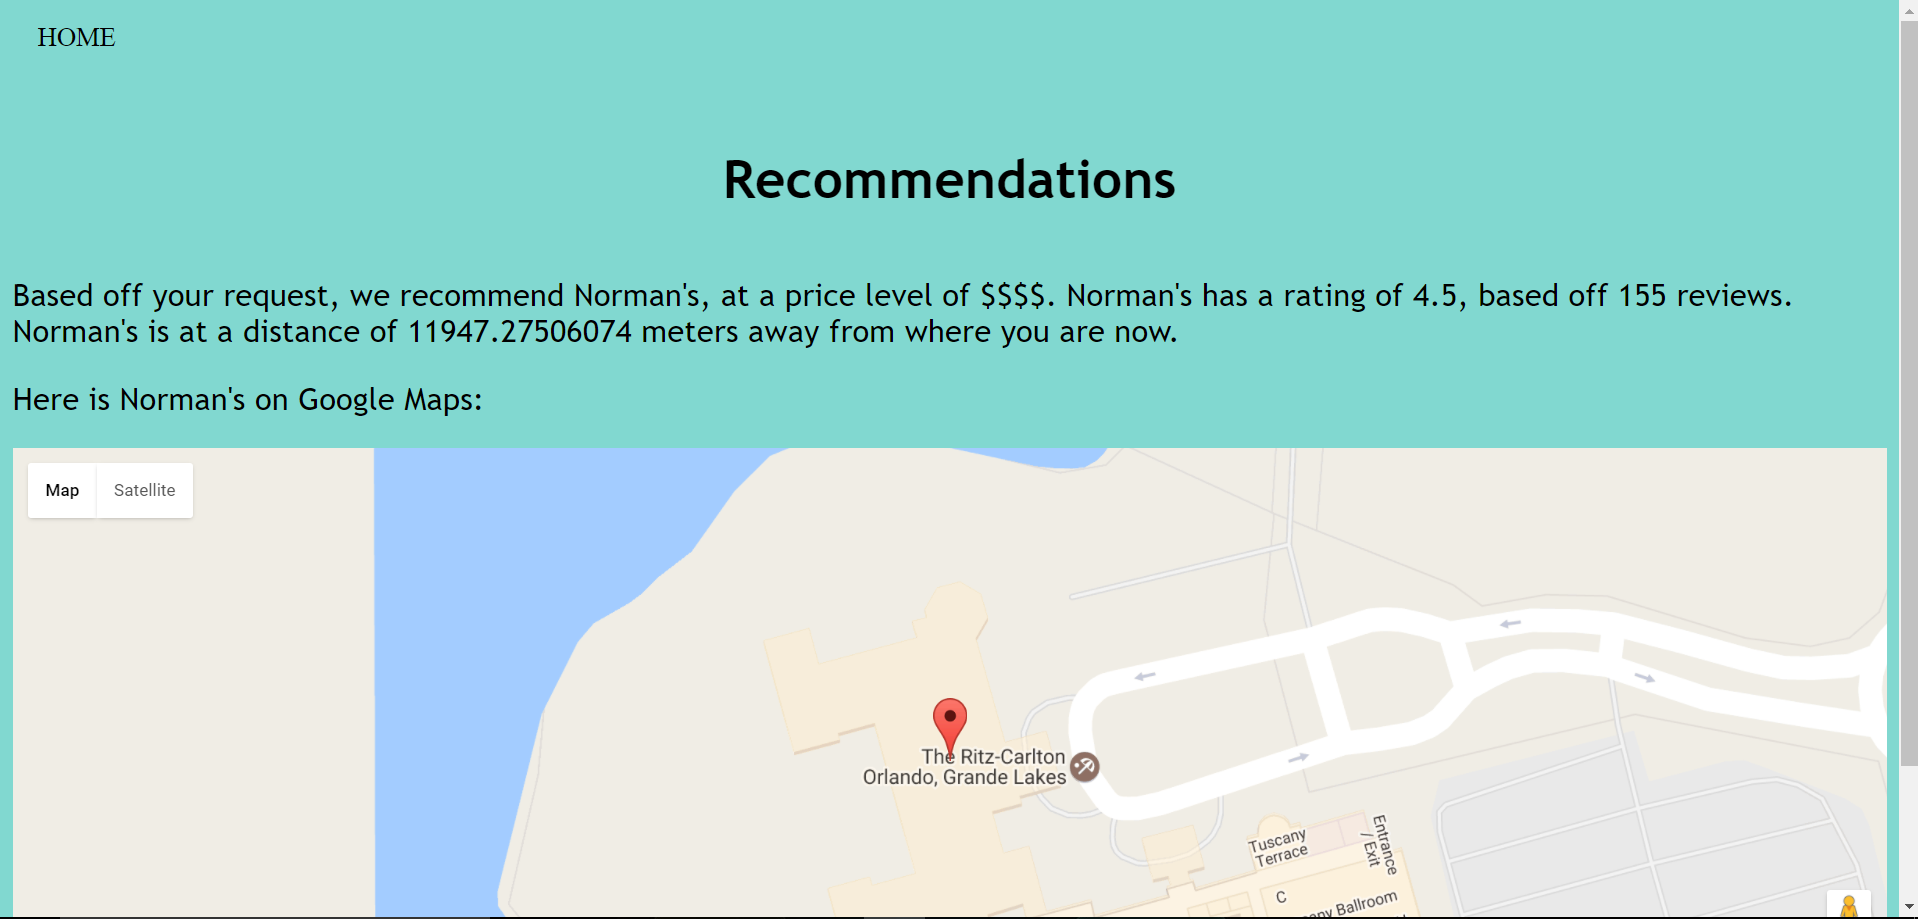 HOME
Recommendations
Based off your request, we recommend Norman's, at a price level of $$$$. Norman's has a rating of 4.5, based off 155 reviews.
Norman's is at a distance of 11947.27506074 meters away from where you are now.
Here is Norman's on Google Maps:
Map Satellite
The Ritz-Carlton
Orlando, Grande Lakes
Tuscany
Terrace
Entrance
/ Exit
C
Ballroom